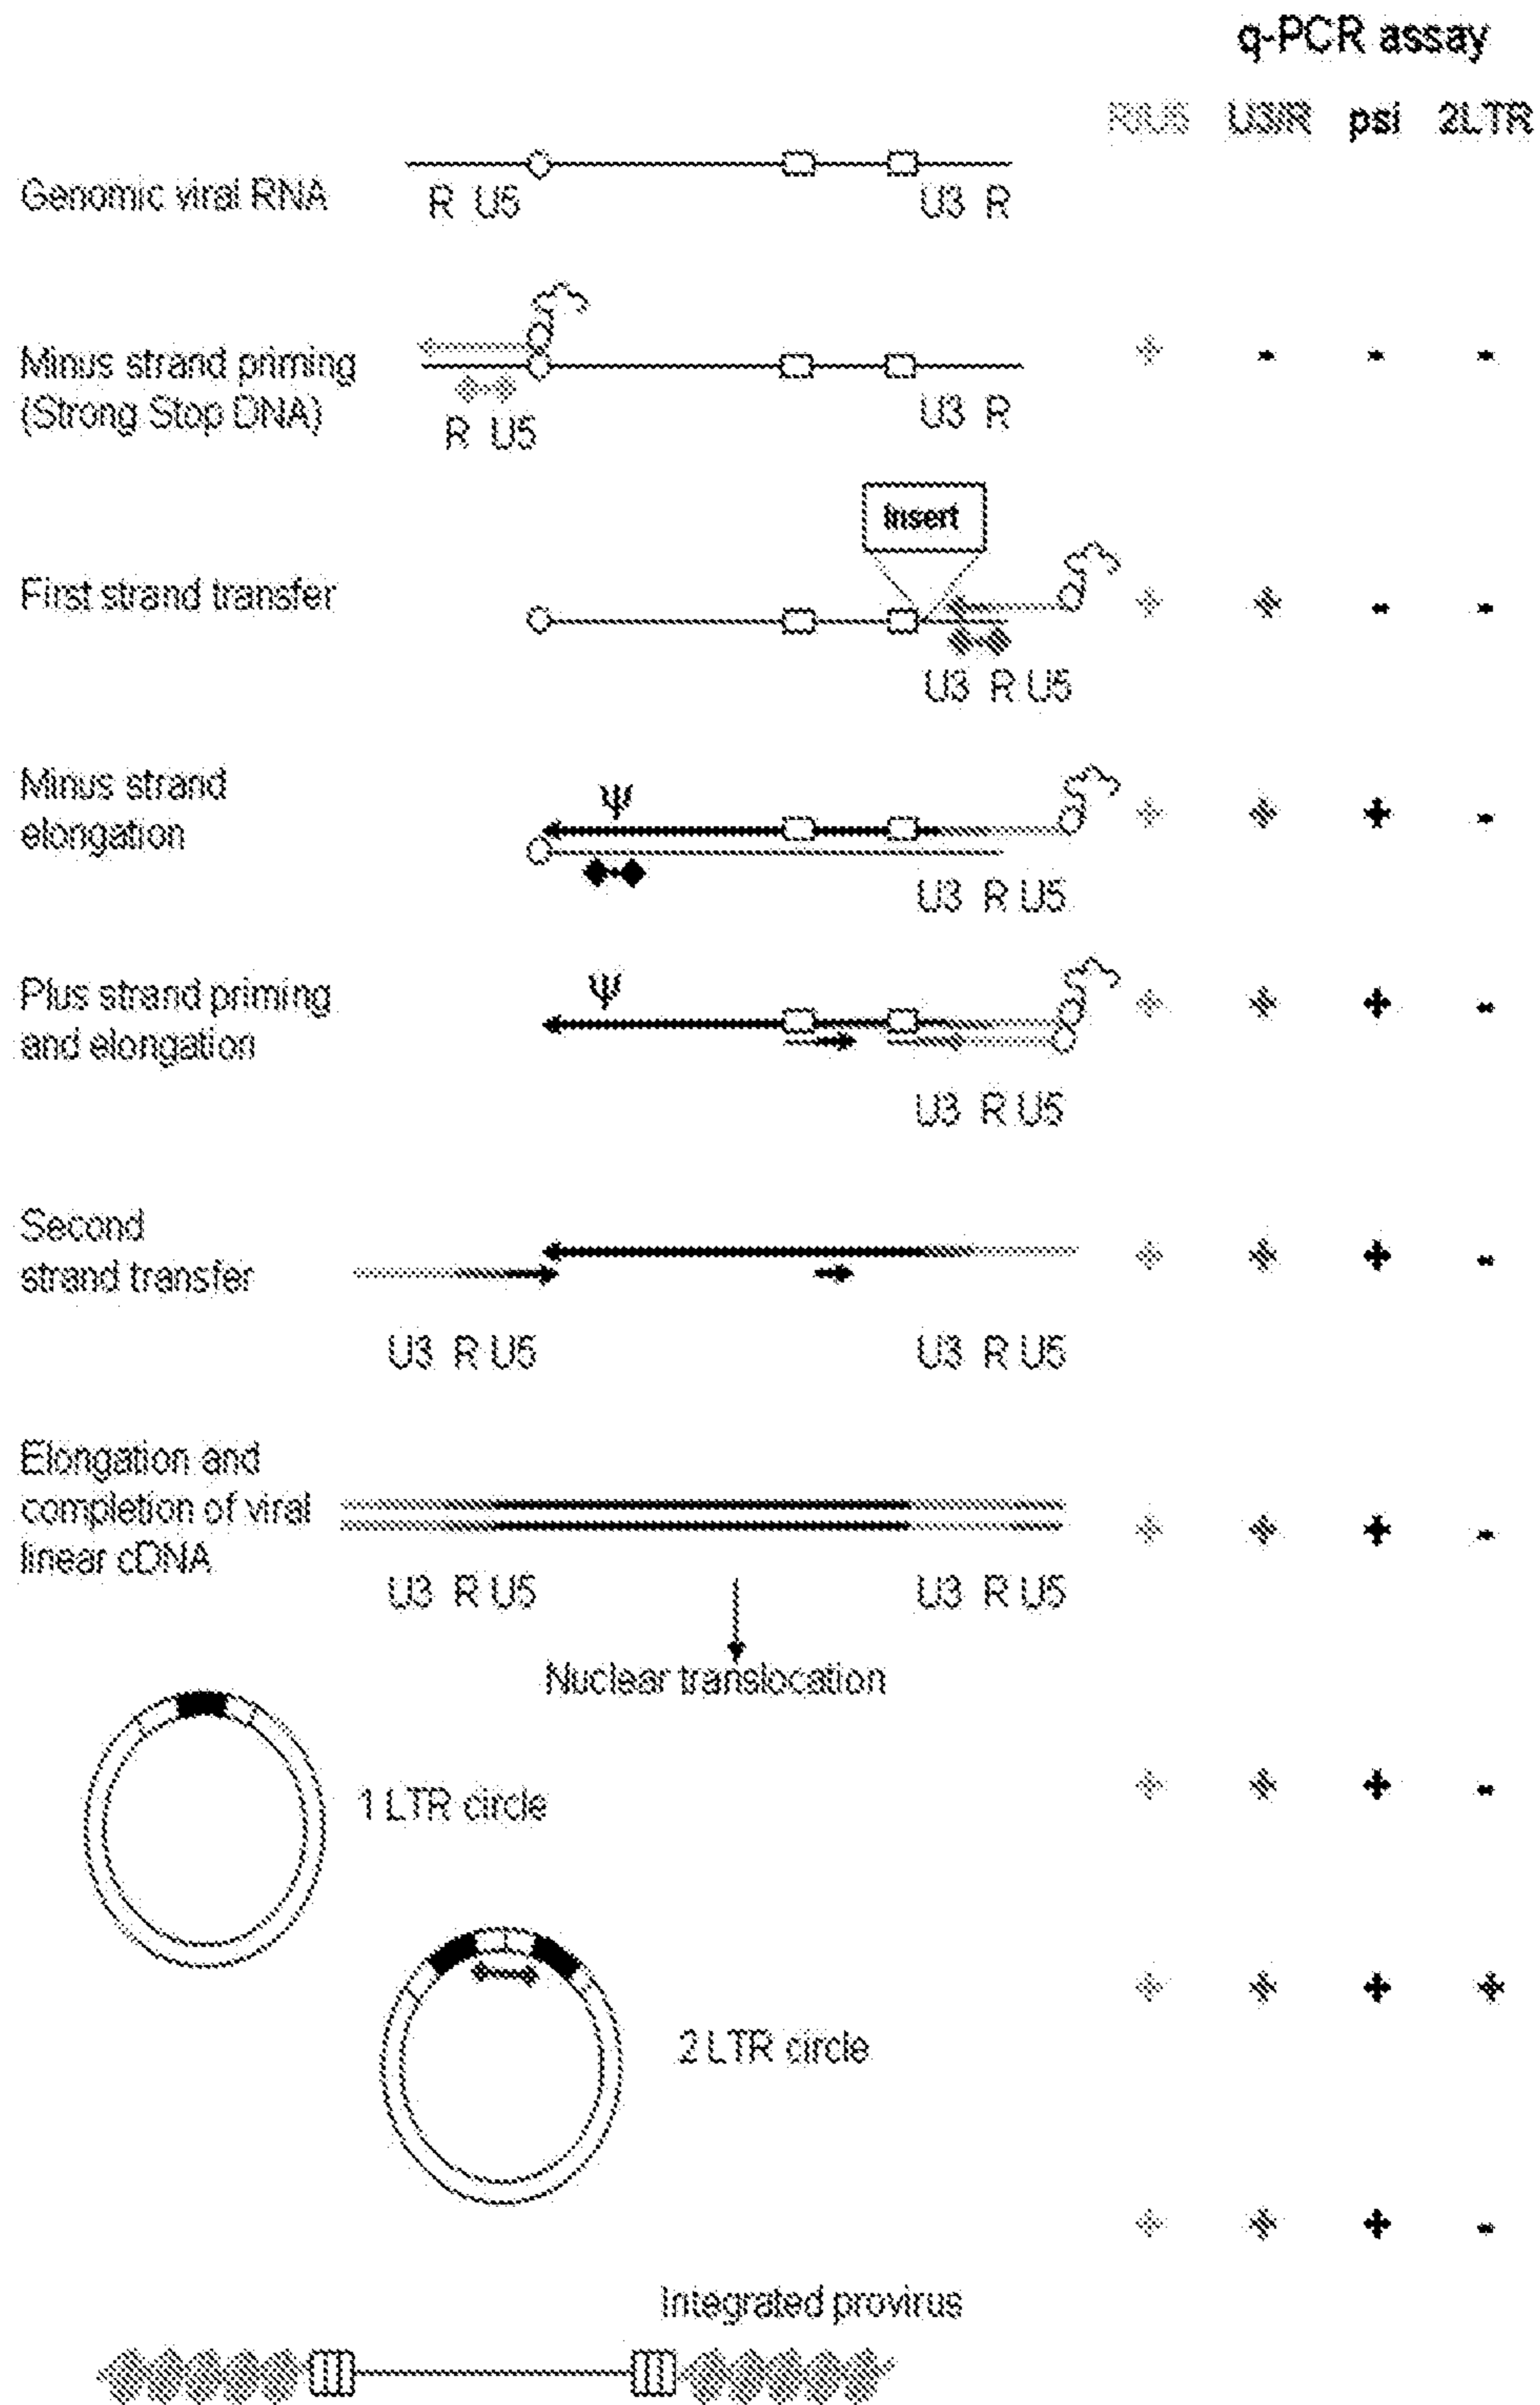 q-PCR assay
R/U5 U3/R psi 2LTR
Genomic viral RNA
R U5
U3 R
Minus strand priming
(Strong Stop DNA)
+ - - -
R U5
U3 R
Insert
First strand transfer
+ + - -
U3 R U5
Minus strand
elongation
Ψ
+ + + -
U3 R U5
Plus strand priming
and elongation
Ψ
+ + + -
U3 R U5
Second
strand transfer
+ + + -
U3 R U5
U3 R U5
Elongation and
completion of viral
linear cDNA
+ + + -
U3 R U5
U3 R U5
Nuclear translocation
1 LTR circle
+ + + -
2 LTR circle
+ + + +
+ + + -
Integrated provirus